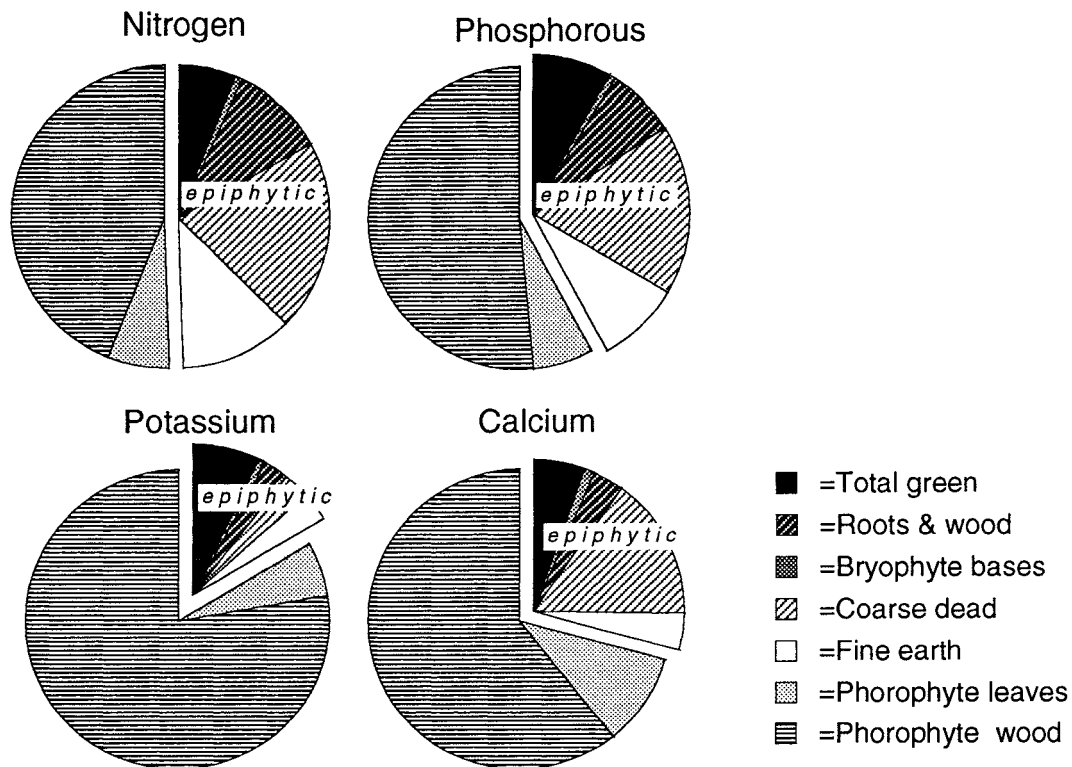 Nitrogen
Phosphorous
epiphytic
epiphytic
Potassium
Calcium
epiphytic
epiphytic
=Total green
=Roots & wood
=Bryophyte bases
=Coarse dead
=Fine earth
=Phorophyte leaves
=Phorophyte wood